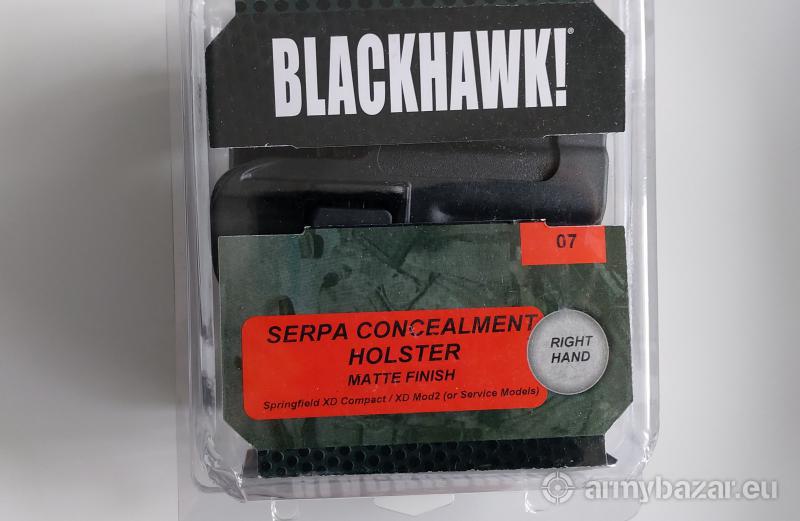 BLACKHAWK!®
07
SERPA CONCEALMENT
HOLSTER
MATTE FINISH
Springfield XD Compact / XD Mod2 (or Service Models)
RIGHT
HAND
armybazar.eu